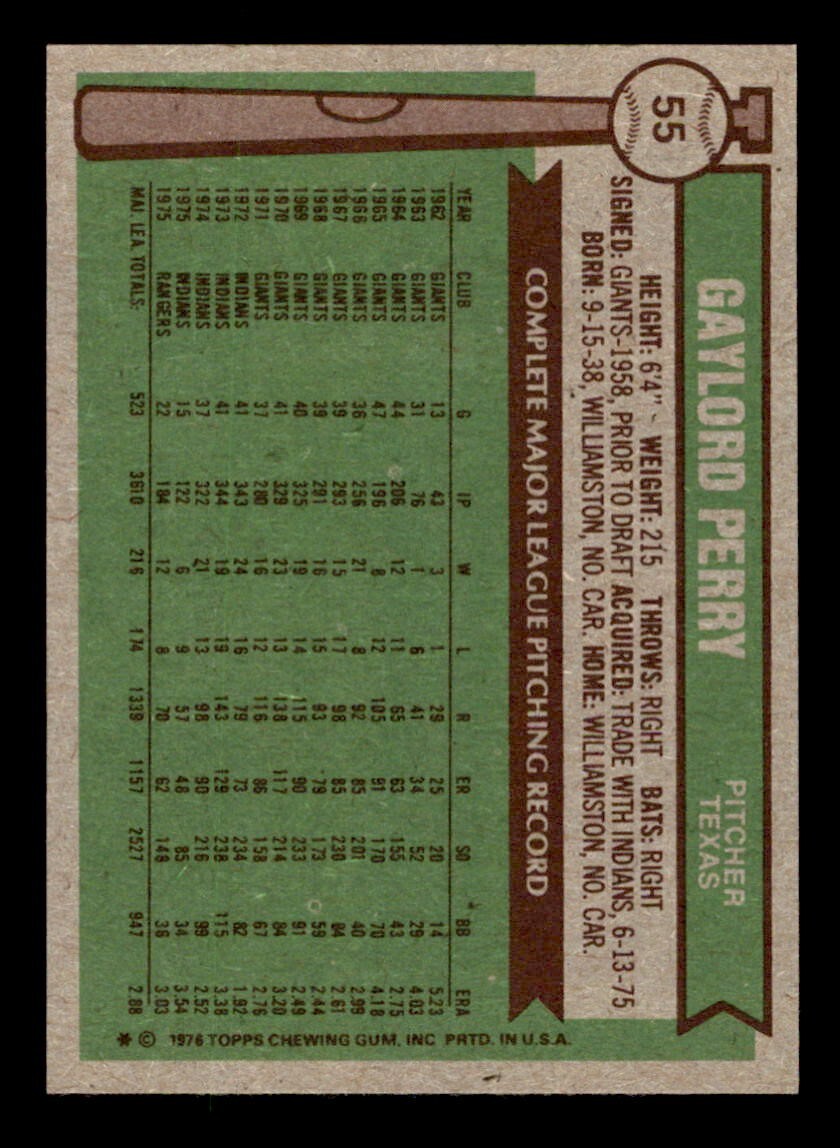 55
GAYLORD PERRY
PITCHER
TEXAS
HEIGHT: 6'4" WEIGHT: 215 THROWS: RIGHT BATS: RIGHT
SIGNED: GIANTS-1958, PRIOR TO DRAFT ACQUIRED: TRADE WITH INDIANS, 6-13-75
BORN: 9-15-38, WILLIAMSTON, NO. CAR. HOME: WILLIAMSTON, NO. CAR.
COMPLETE MAJOR LEAGUE PITCHING RECORD
YEAR CLUB G IP W L R ER SO BB ERA
1962 GIANTS 13 43 3 1 29 25 20 14 5.23
1963 GIANTS 31 76 1 6 41 34 52 29 4.03
1964 GIANTS 44 206 12 11 65 63 155 43 2.75
1965 GIANTS 47 196 8 12 105 91 170 70 4.18
1966 GIANTS 36 256 21 8 92 85 201 40 2.99
1967 GIANTS 39 293 15 17 98 85 230 84 2.61
1968 GIANTS 39 291 16 15 93 79 173 59 2.44
1969 GIANTS 40 325 19 14 115 90 233 91 2.49
1970 GIANTS 41 329 23 13 138 117 214 84 3.20
1971 GIANTS 37 280 16 12 116 86 158 67 2.76
1972 INDIANS 41 343 24 16 79 73 234 82 1.92
1973 INDIANS 41 344 19 19 143 129 238 115 3.38
1974 INDIANS 37 322 21 13 98 90 216 99 2.52
1975 INDIANS 15 122 6 9 57 48 85 34 3.54
1975 RANGERS 22 184 12 8 70 62 148 36 3.03
MAJ. LEA. TOTALS: 523 3610 216 174 1339 1157 2527 947 2.88
* © 1976 TOPPS CHEWING GUM, INC. PRTD. IN U.S.A.